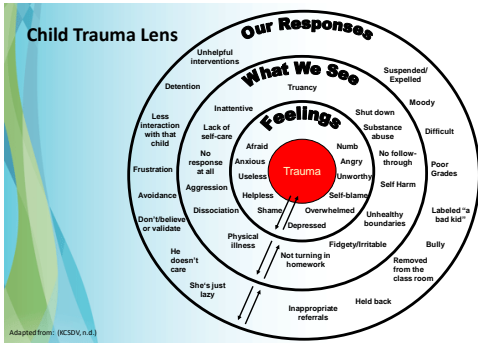 Child Trauma Lens
Our Responses
Unhelpful
interventions
Detention
Less
interaction
with that
child
Frustration
Avoidance
Don't/believe
or validate
He
doesn't
care
She's just
lazy
Inappropriate
referrals
Held back
Removed
from the
class room
Bully
Labeled "a
bad kid"
Poor
Grades
Difficult
Moody
Suspended/
Expelled
What We See
Truancy
Inattentive
Lack of
self-care
No
response
at all
Aggression
Dissociation
Physical
illness
Not turning in
homework
Fidgety/Irritable
Unhealthy
boundaries
Self Harm
No follow-
through
Substance
abuse
Shut down
Feelings
Afraid
Anxious
Useless
Helpless
Shame
Depressed
Overwhelmed
Self-blame
Unworthy
Angry
Numb
Trauma
Adapted from: (KCSDV, n.d.)